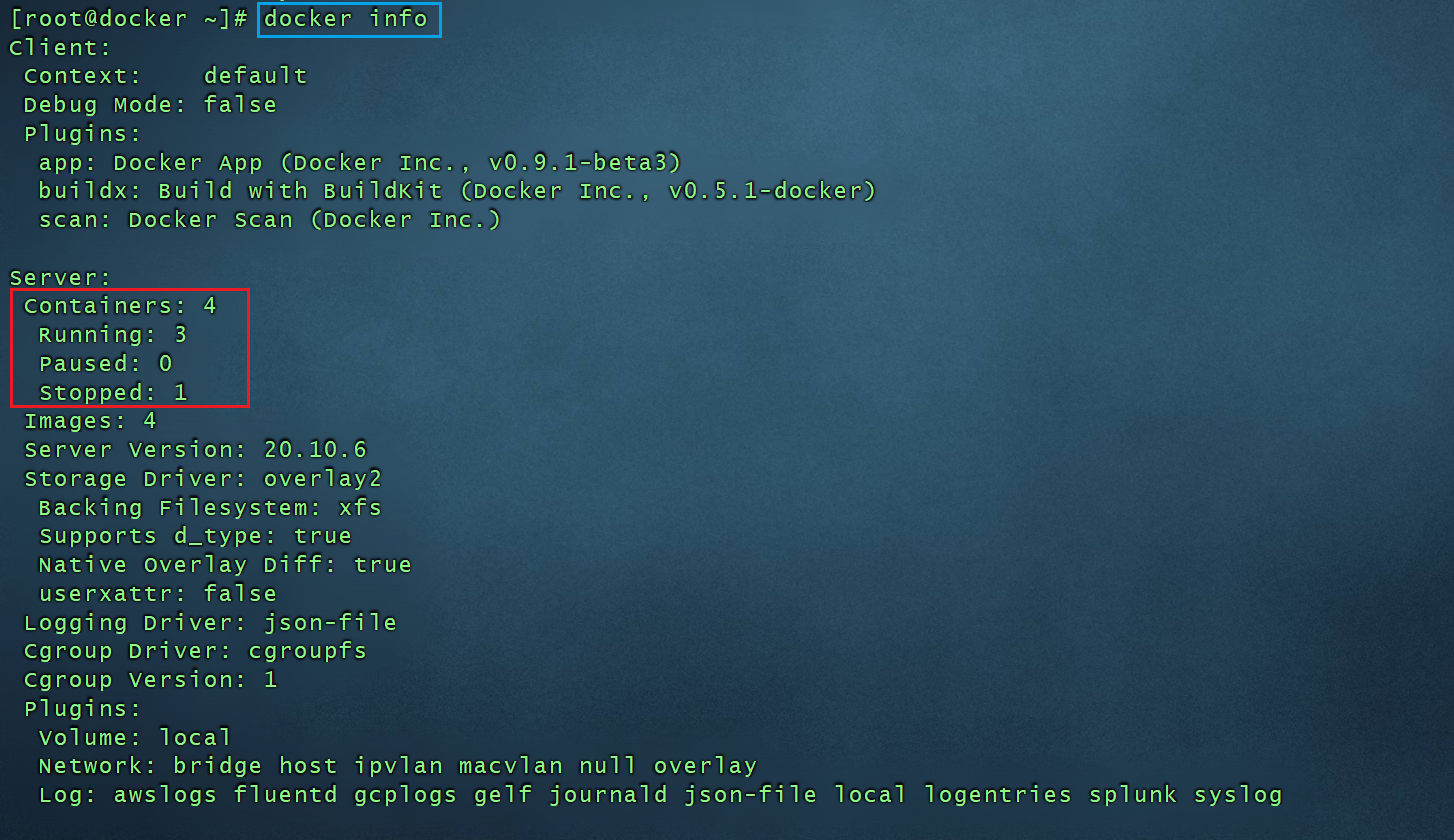 [root@docker ~]# docker info
Client:
 Context:    default
 Debug Mode: false
 Plugins:
  app: Docker App (Docker Inc., v0.9.1-beta3)
  buildx: Build with BuildKit (Docker Inc., v0.5.1-docker)
  scan: Docker Scan (Docker Inc.)

Server:
 Containers: 4
  Running: 3
  Paused: 0
  Stopped: 1
 Images: 4
 Server Version: 20.10.6
 Storage Driver: overlay2
  Backing Filesystem: xfs
  Supports d_type: true
  Native Overlay Diff: true
  userxattr: false
 Logging Driver: json-file
 Cgroup Driver: cgroupfs
 Cgroup Version: 1
 Plugins:
  Volume: local
  Network: bridge host ipvlan macvlan null overlay
  Log: awslogs fluentd gcplogs gelf journald json-file local logentries splunk syslog